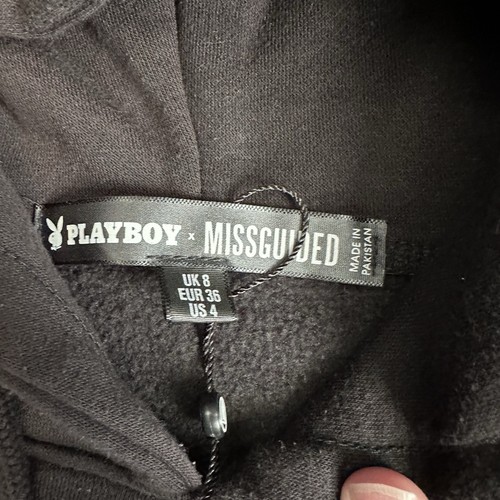 PLAYBOY x MISSGUIDED
MADE IN
PAKISTAN
UK 8
EUR 36
US 4